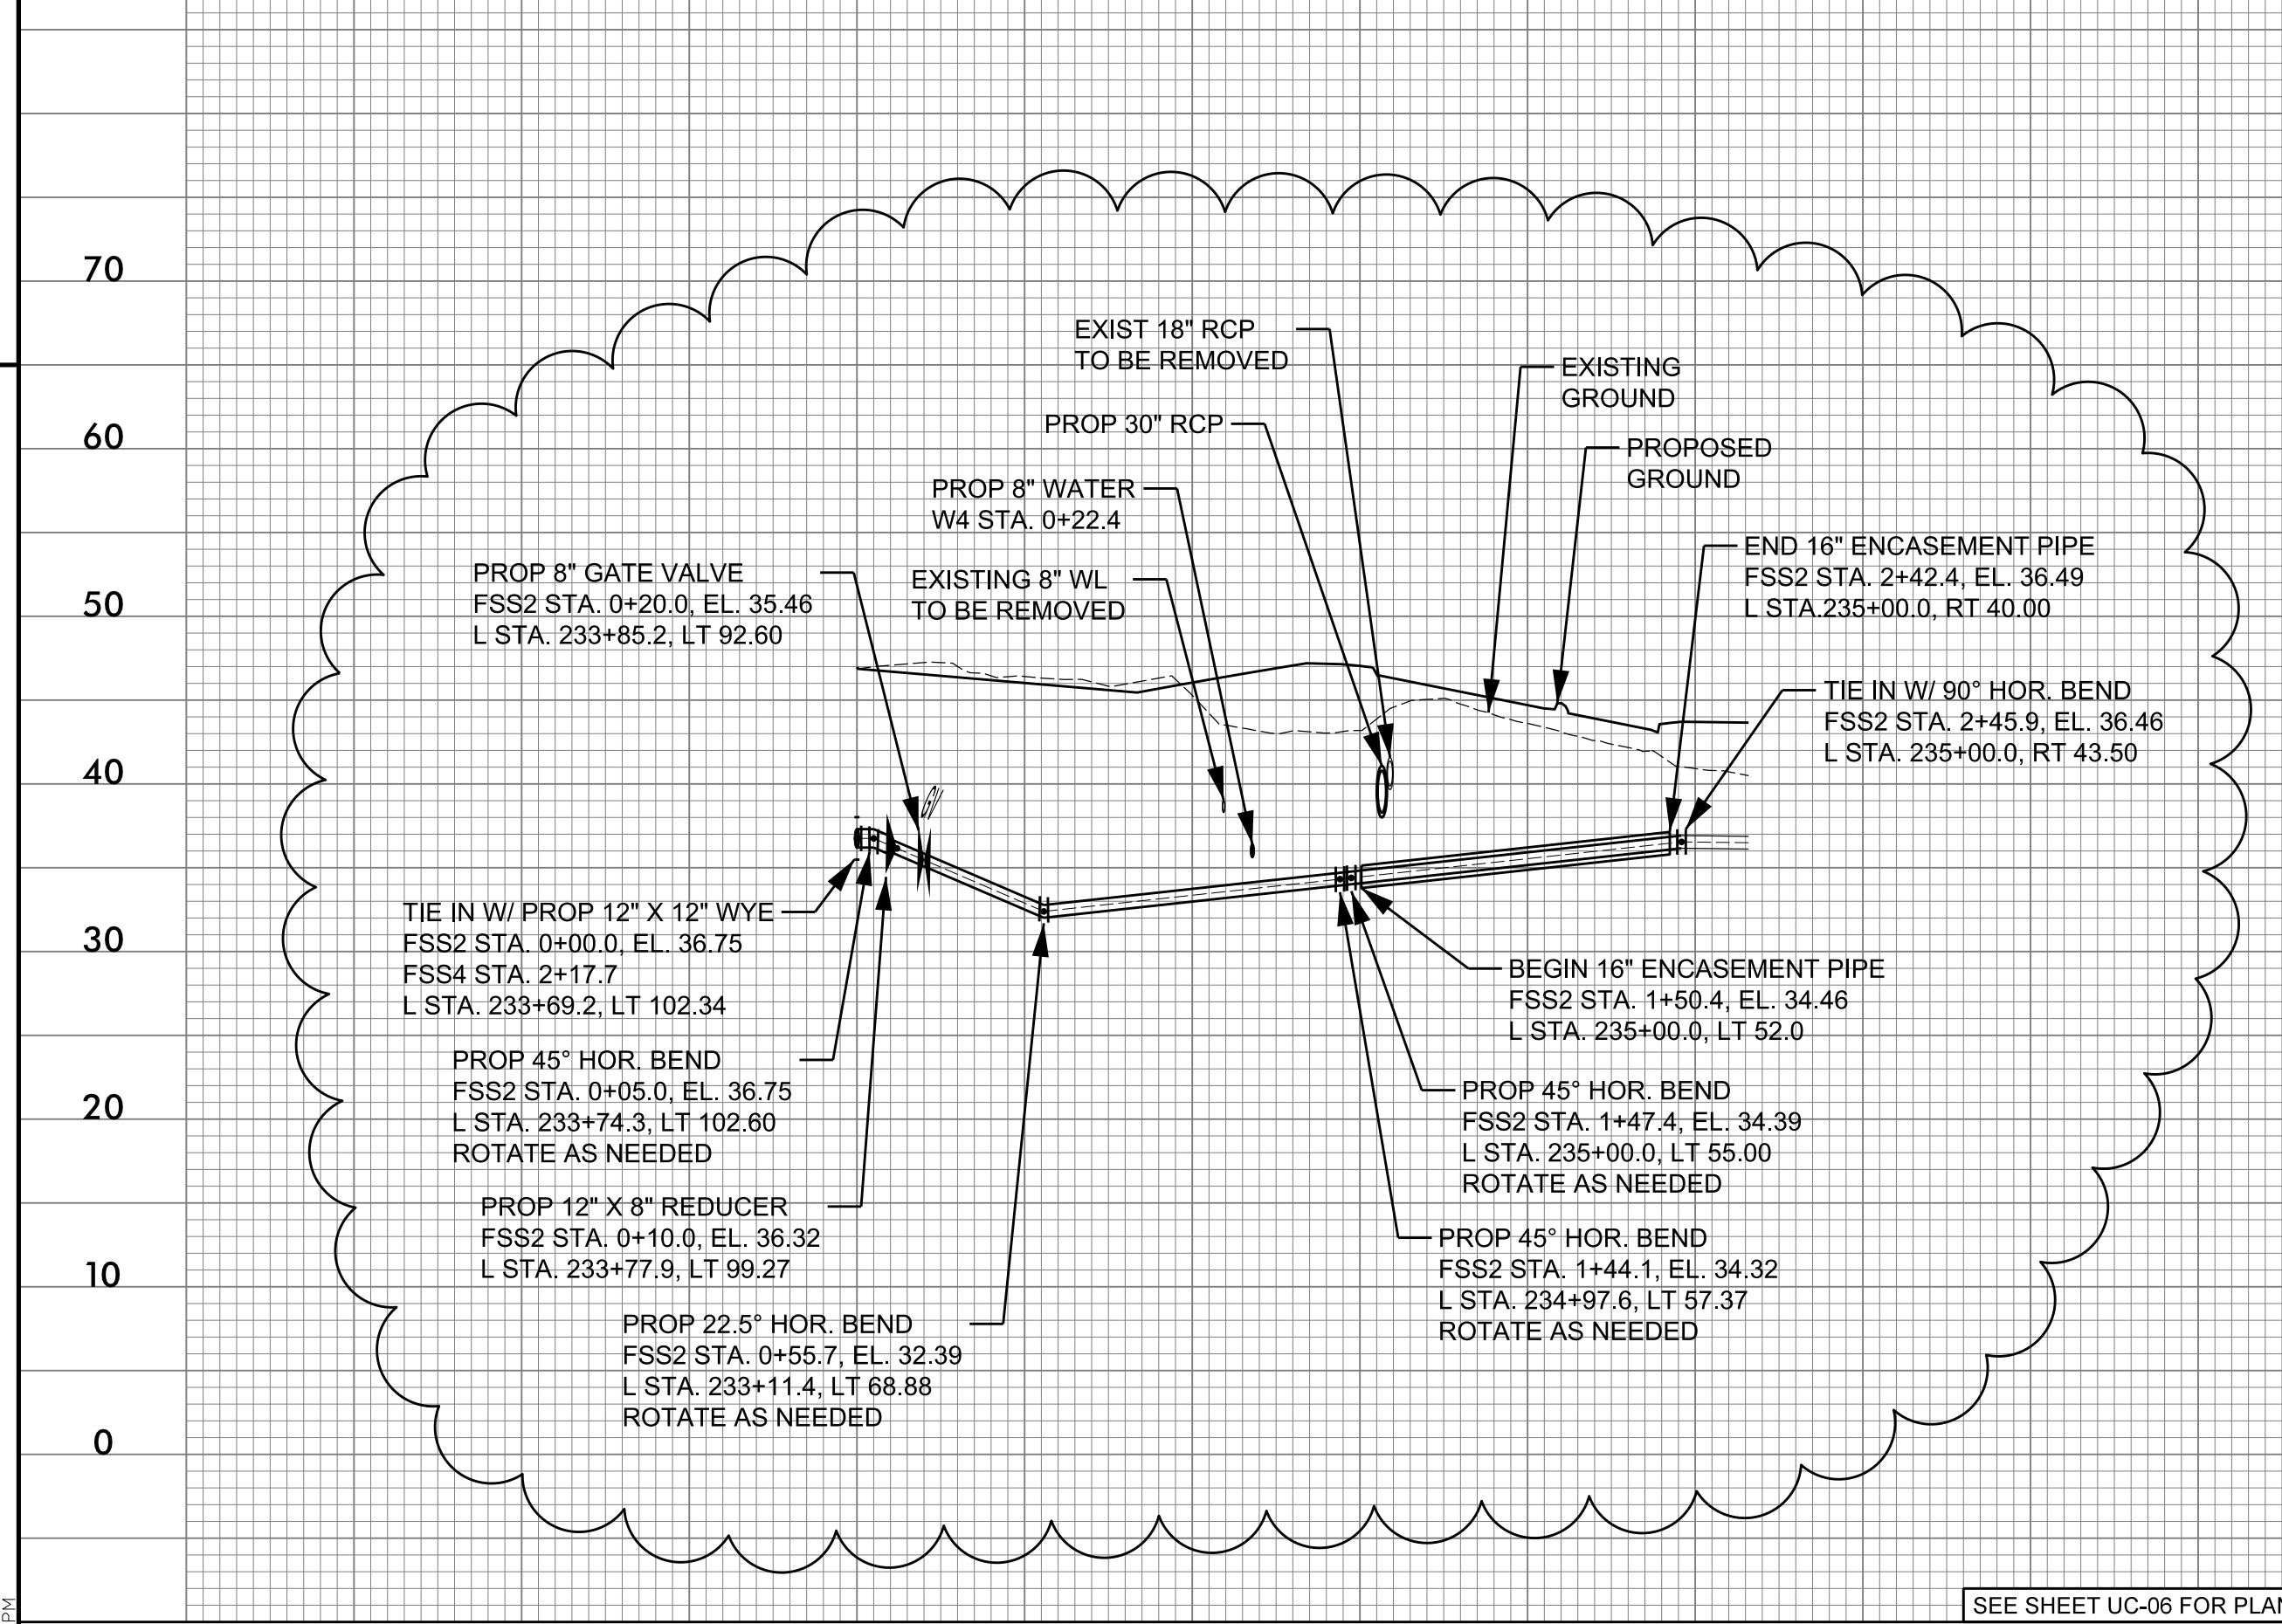 70
60
50
40
30
20
10
0
EXIST 18" RCP
TO BE REMOVED
EXISTING
GROUND
PROP 30" RCP
PROPOSED
GROUND
PROP 8" WATER
W4 STA. 0+22.4
END 16" ENCASEMENT PIPE
FSS2 STA. 2+42.4, EL. 36.49
L STA.235+00.0, RT 40.00
PROP 8" GATE VALVE
FSS2 STA. 0+20.0, EL. 35.46
L STA. 233+85.2, LT 92.60
EXISTING 8" WL
TO BE REMOVED
TIE IN W/ 90° HOR. BEND
FSS2 STA. 2+45.9, EL. 36.46
L STA. 235+00.0, RT 43.50
TIE IN W/ PROP 12" X 12" WYE
FSS2 STA. 0+00.0, EL. 36.75
FSS4 STA. 2+17.7
L STA. 233+69.2, LT 102.34
BEGIN 16" ENCASEMENT PIPE
FSS2 STA. 1+50.4, EL. 34.46
L STA. 235+00.0, LT 52.0
PROP 45° HOR. BEND
FSS2 STA. 0+05.0, EL. 36.75
L STA. 233+74.3, LT 102.60
ROTATE AS NEEDED
PROP 45° HOR. BEND
FSS2 STA. 1+47.4, EL. 34.39
L STA. 235+00.0, LT 55.00
ROTATE AS NEEDED
PROP 12" X 8" REDUCER
FSS2 STA. 0+10.0, EL. 36.32
L STA. 233+77.9, LT 99.27
PROP 45° HOR. BEND
FSS2 STA. 1+44.1, EL. 34.32
L STA. 234+97.6, LT 57.37
ROTATE AS NEEDED
PROP 22.5° HOR. BEND
FSS2 STA. 0+55.7, EL. 32.39
L STA. 233+11.4, LT 68.88
ROTATE AS NEEDED
PM
SEE SHEET UC-06 FOR PLAN